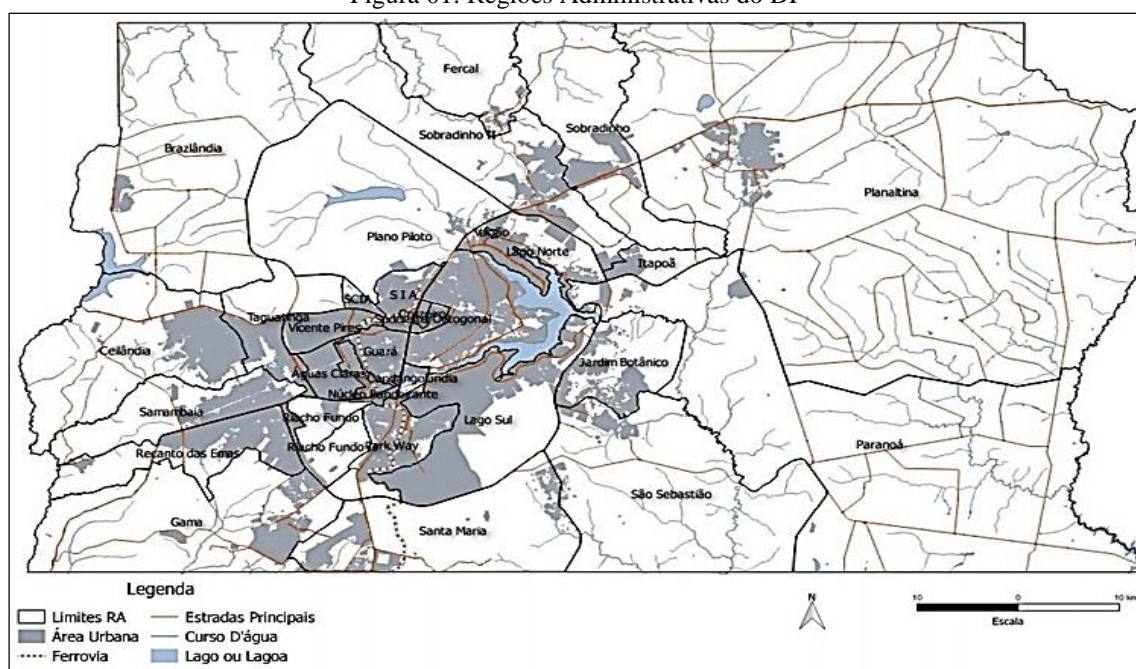 Figura 01: Regiões Administrativas do DF
Fercal
Sobradinho II
Sobradinho
Brazlândia
Planaltina
Plano Piloto
Varjão
Lago Norte
Itapoã
SCIA
S I A
Taguatinga
Vicente Pires
Octogonal
Ceilândia
Guará
Jardim Botânico
Águas Claras
Candangolândia
Núcleo Bandeirante
Samambaia
Riacho Fundo
Lago Sul
Recanto das Emas
Riacho Fundo
Park Way
Paranoá
São Sebastião
Gama
Santa Maria
Legenda
Limites RA
Estradas Principais
Área Urbana
Curso D'água
Ferrovia
Lago ou Lagoa
N
10 0 10 km
Escala